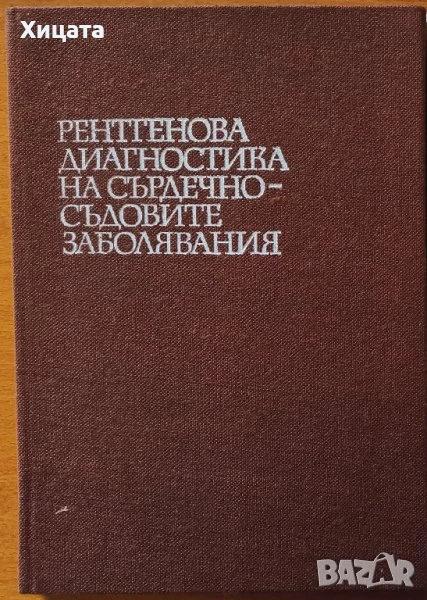 Хицата
РЕНТГЕНОВА
ДИАГНОСТИКА
НА СЪРДЕЧНО-
СЪДОВИТЕ
ЗАБОЛЯВАНИЯ
BAZAR